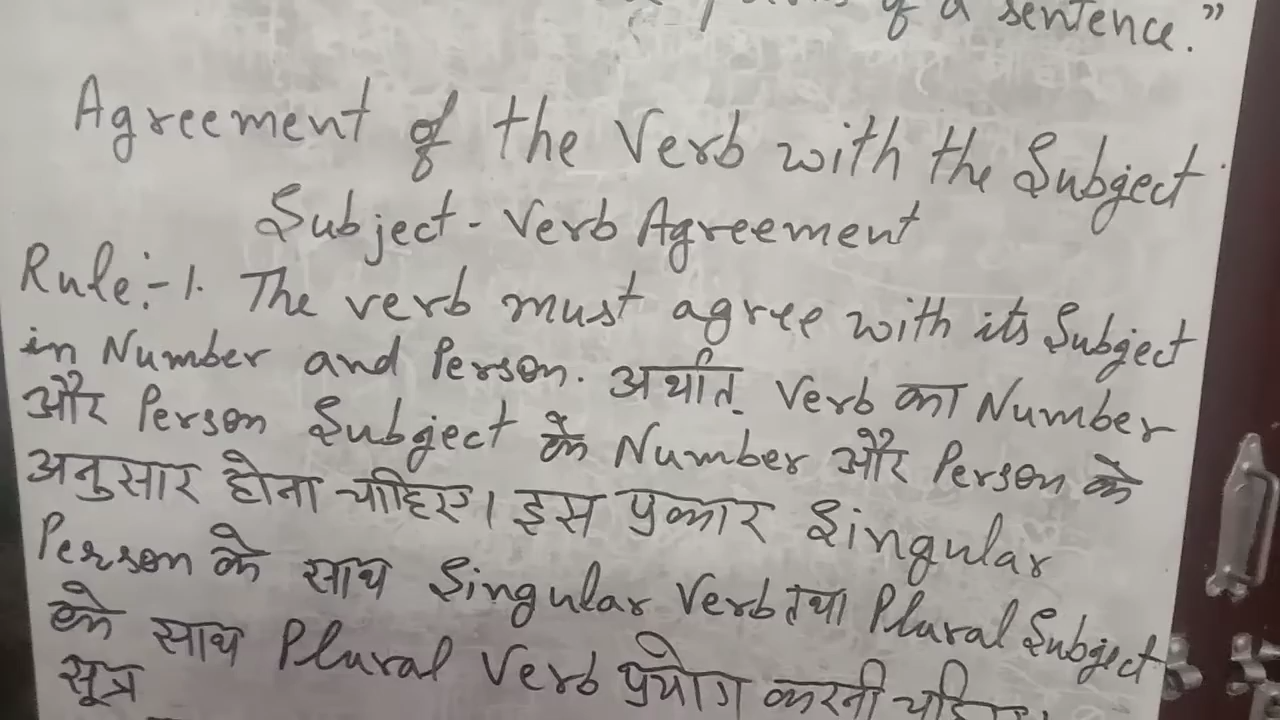 of a sentence.”
Agreement of the Verb with the Subject
Subject - Verb Agreement
Rule:-1. The verb must agree with its Subject
in Number and Person. अर्थात् Verb का Number
और Person Subject के Number और Person के
अनुसार होना चाहिए। इस प्रकार Singular
Person के साथ Singular Verb तथा Plural Subject
के साथ Plural Verb प्रयोग करनी चाहिए।
सूत्र